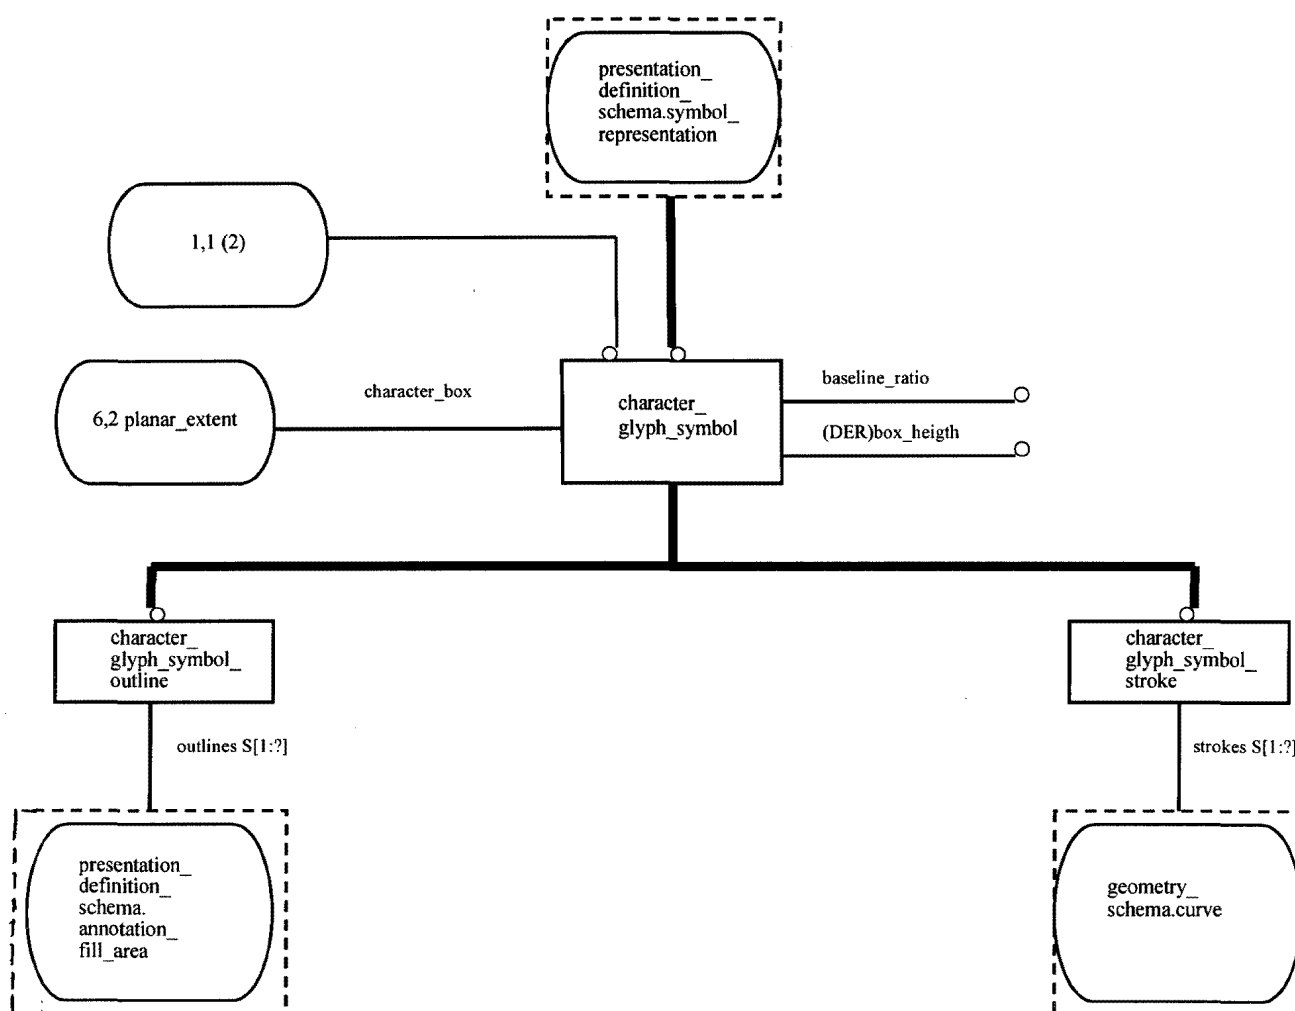 presentation_
definition_
schema.symbol_
representation
1,1 (2)
6,2 planar_extent
character_box
character_
glyph_symbol
baseline_ratio
(DER)box_heigth
character_
glyph_symbol_
outline
character_
glyph_symbol_
stroke
outlines S[1:?]
strokes S[1:?]
presentation_
definition_
schema.
annotation_
fill_area
geometry_
schema.curve